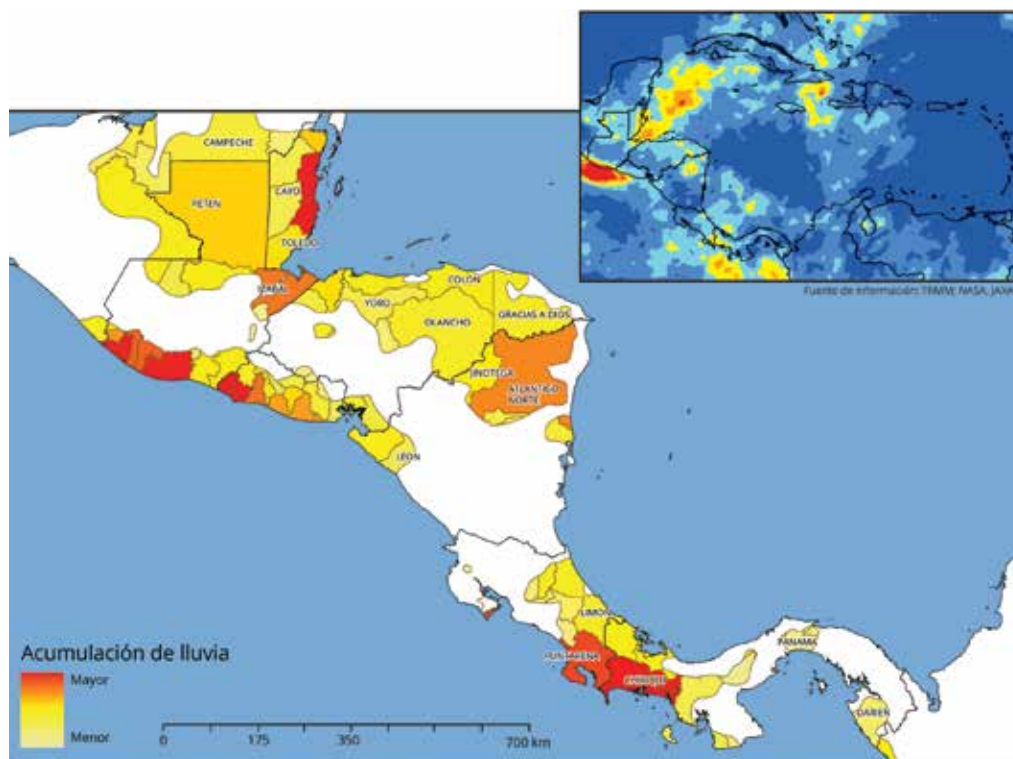 CAMPECHE
PETEN
CAYO
TOLEDO
IZABAL
COLON
YORO
GRACIAS A DIOS
OLANCHO
JINOTEGA
ATLANTICO
NORTE
LEON
Fuente de información: TRMM; NASA, JAXA
LIMON
PUNTARENA
CHIRIQUI
PANAMA
DARIEN
Acumulación de lluvia
Mayor
Menor
0 175 350 700 km